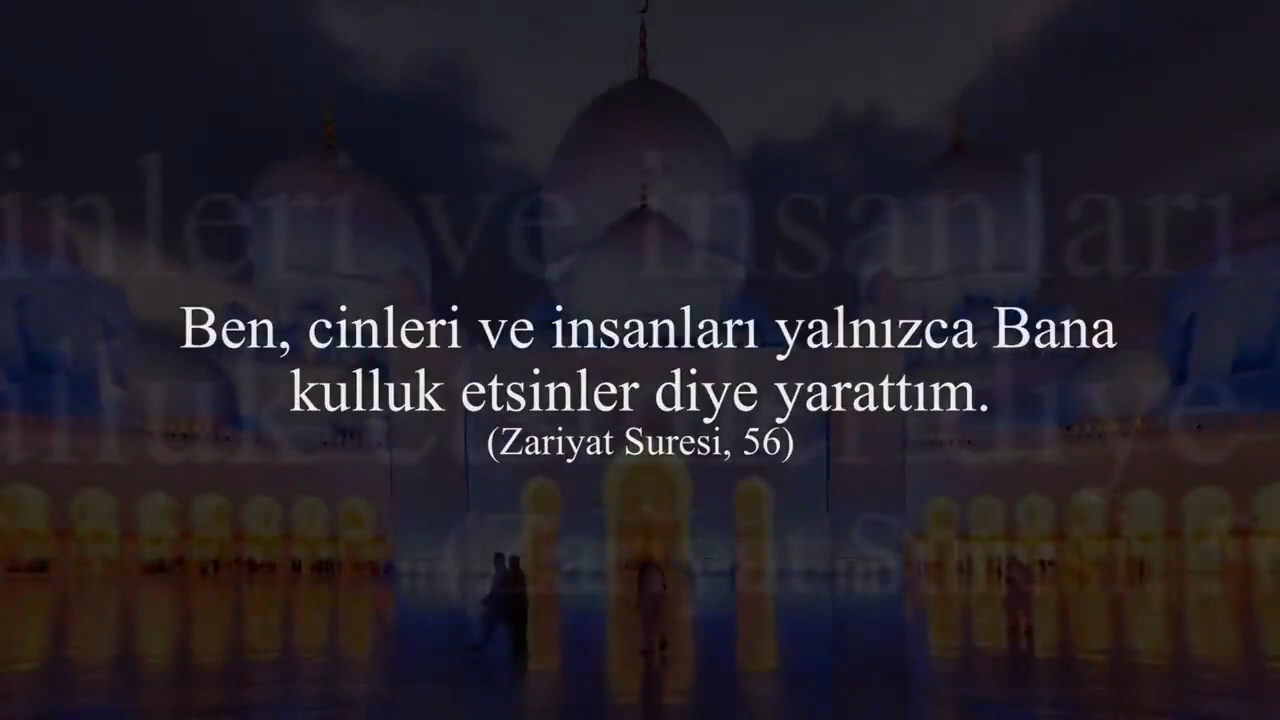 Ben, cinleri ve insanları yalnızca Bana
kulluk etsinler diye yarattım.
(Zariyat Suresi, 56)